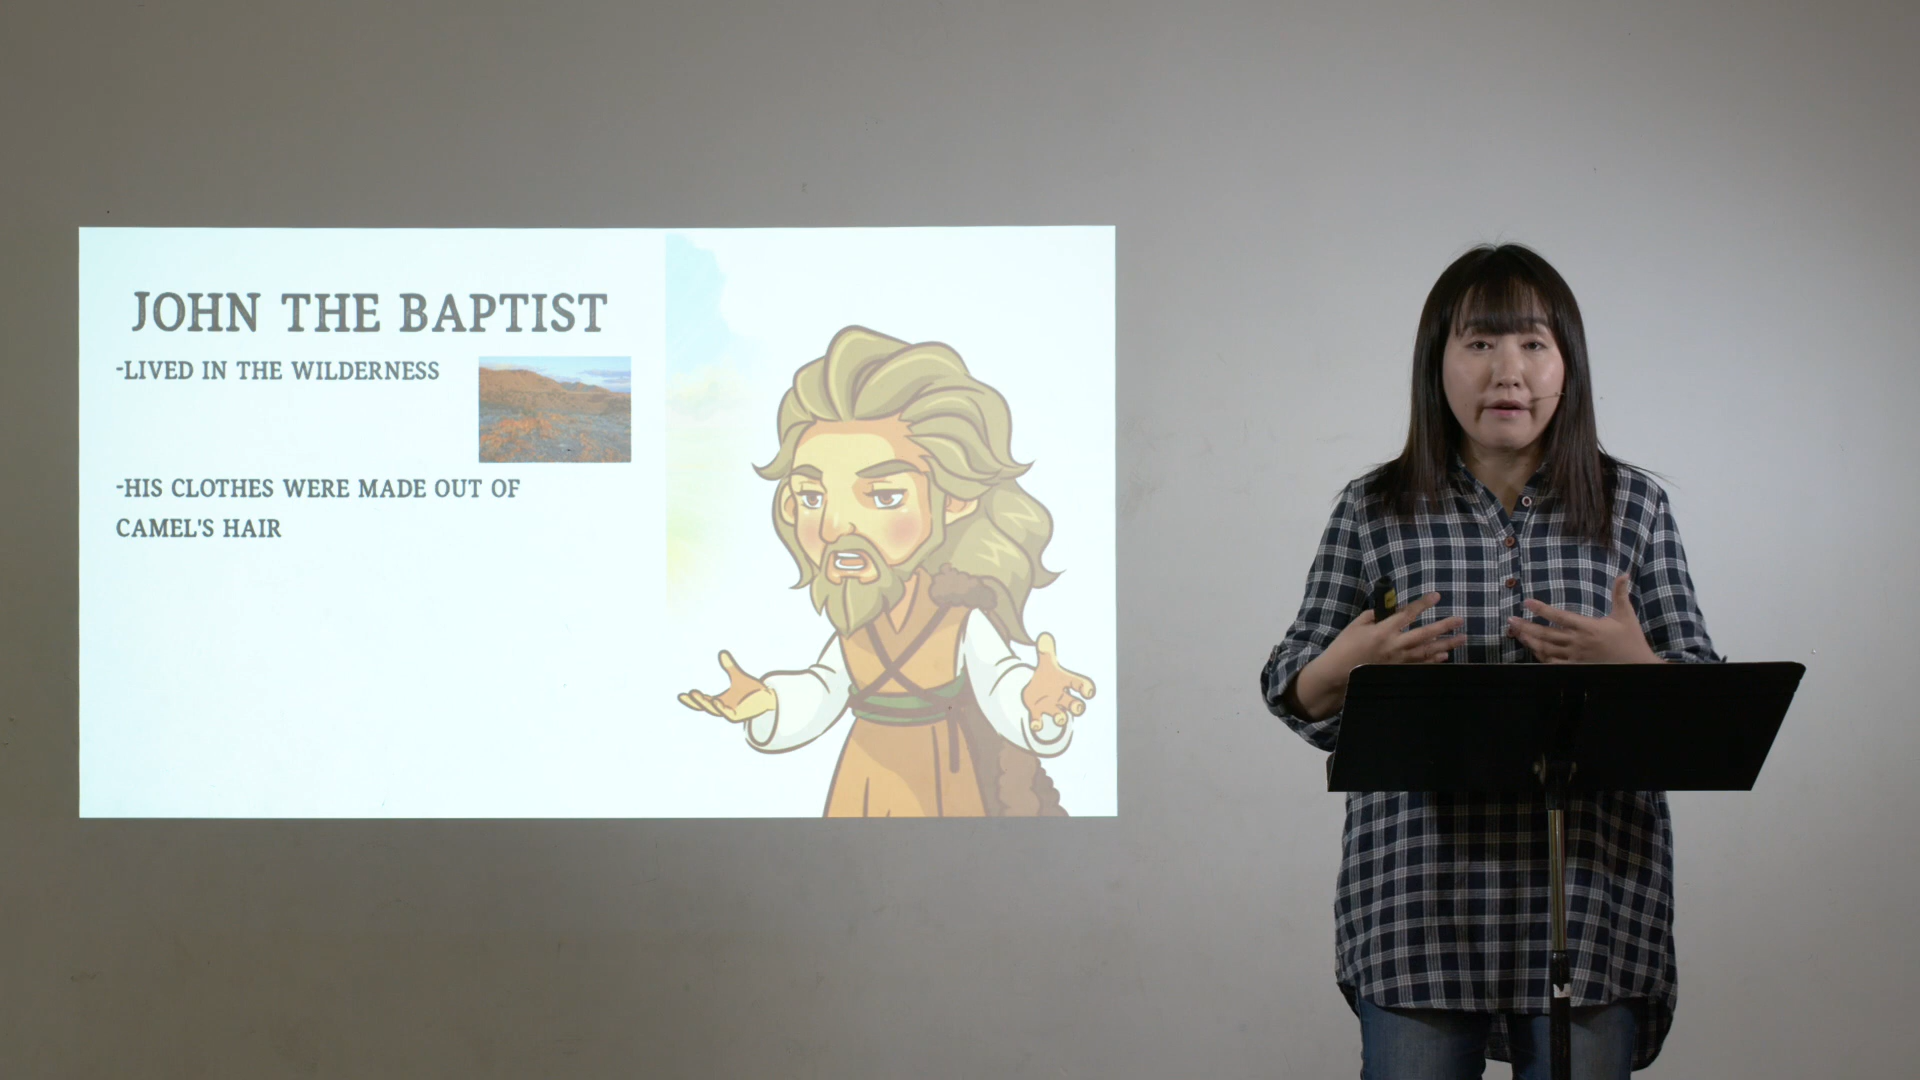 JOHN THE BAPTIST
-LIVED IN THE WILDERNESS
-HIS CLOTHES WERE MADE OUT OF
CAMEL'S HAIR